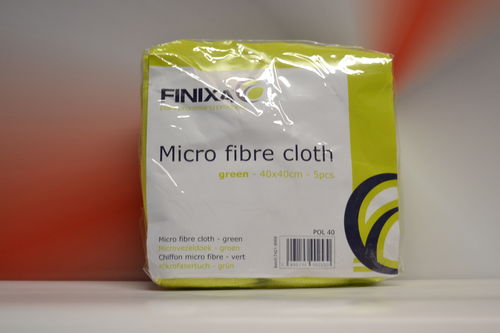 FINIXA
Micro fibre cloth
green - 40x40cm - 5pcs
POL 40
Micro fibre cloth - green
Microvezeldoek - groen
Chiffon micro fibre - vert
Mikrofasertuch - grün